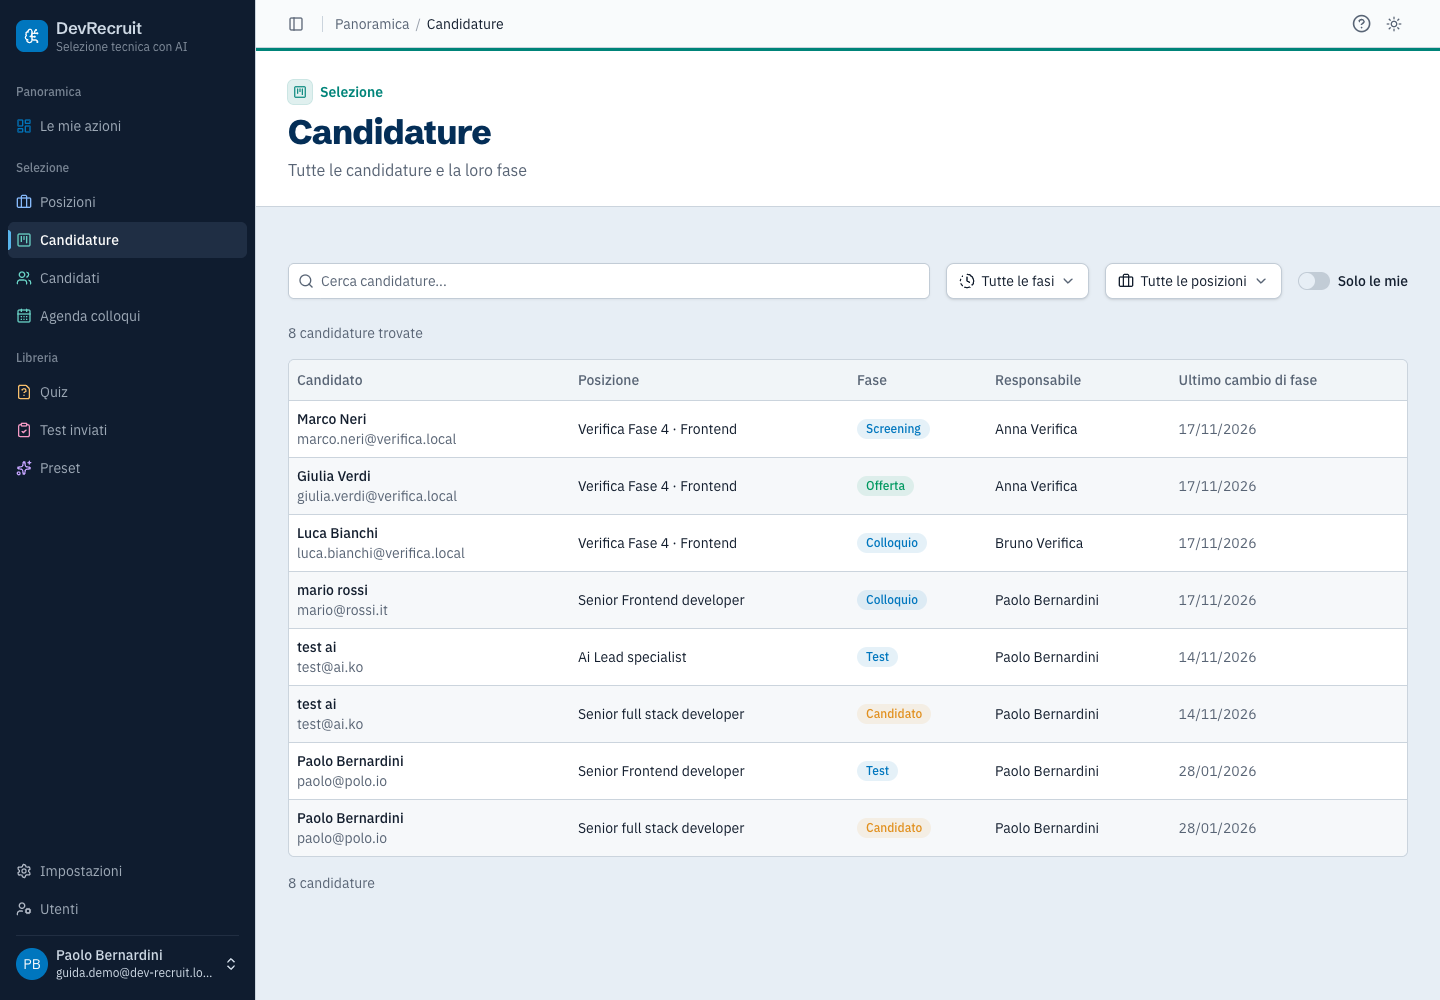 DevRecruit
Selezione tecnica con AI
Panoramica
Le mie azioni
Selezione
Posizioni
Candidature
Candidati
Agenda colloqui
Libreria
Quiz
Test inviati
Preset
Impostazioni
Utenti
PB
Paolo Bernardini
guida.demo@dev-recruit.lo...
Panoramica / Candidature
Selezione
Candidature
Tutte le candidature e la loro fase
Cerca candidature... Tutte le fasi Tutte le posizioni Solo le mie
8 candidature trovate
Candidato Posizione Fase Responsabile Ultimo cambio di fase
Marco Neri
marco.neri@verifica.local
Verifica Fase 4 · Frontend Screening Anna Verifica 17/11/2026
Giulia Verdi
giulia.verdi@verifica.local
Verifica Fase 4 · Frontend Offerta Anna Verifica 17/11/2026
Luca Bianchi
luca.bianchi@verifica.local
Verifica Fase 4 · Frontend Colloquio Bruno Verifica 17/11/2026
mario rossi
mario@rossi.it
Senior Frontend developer Colloquio Paolo Bernardini 17/11/2026
test ai
test@ai.ko
Ai Lead specialist Test Paolo Bernardini 14/11/2026
test ai
test@ai.ko
Senior full stack developer Candidato Paolo Bernardini 14/11/2026
Paolo Bernardini
paolo@polo.io
Senior Frontend developer Test Paolo Bernardini 28/01/2026
Paolo Bernardini
paolo@polo.io
Senior full stack developer Candidato Paolo Bernardini 28/01/2026
8 candidature